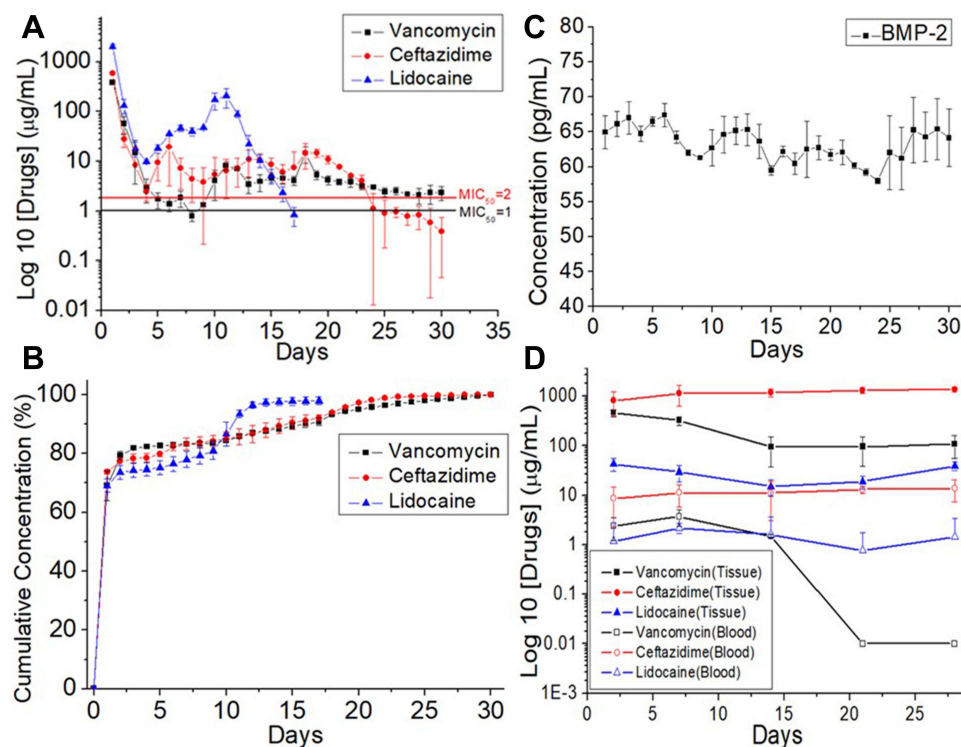 A
Vancomycin
Ceftazidime
Lidocaine
1000
100
10
1
0.1
0.01
Log 10 [Drugs] (μg/mL)
MIC50=2
MIC50=1
0 5 10 15 20 25 30 35
Days
C
BMP-2
80
75
70
65
60
55
50
45
40
Concentration (pg/mL)
0 5 10 15 20 25 30
Days
B
100
80
60
40
20
0
Cumulative Concentration (%)
Vancomycin
Ceftazidime
Lidocaine
0 5 10 15 20 25 30
Days
D
1000
100
10
1
0.1
0.01
1E-3
Log 10 [Drugs] (μg/mL)
Vancomycin(Tissue)
Ceftazidime(Tissue)
Lidocaine(Tissue)
Vancomycin(Blood)
Ceftazidime(Blood)
Lidocaine(Blood)
0 5 10 15 20 25
Days